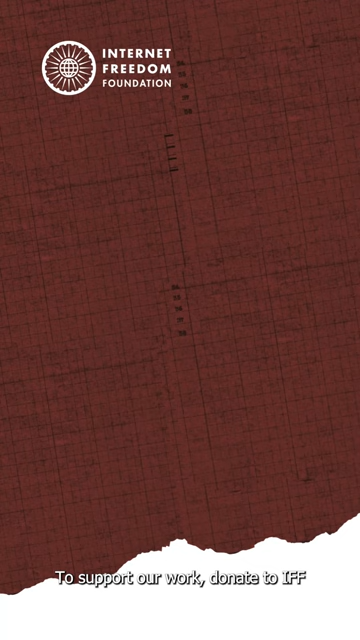 INTERNET
FREEDOM
FOUNDATION
To support our work, donate to IFF